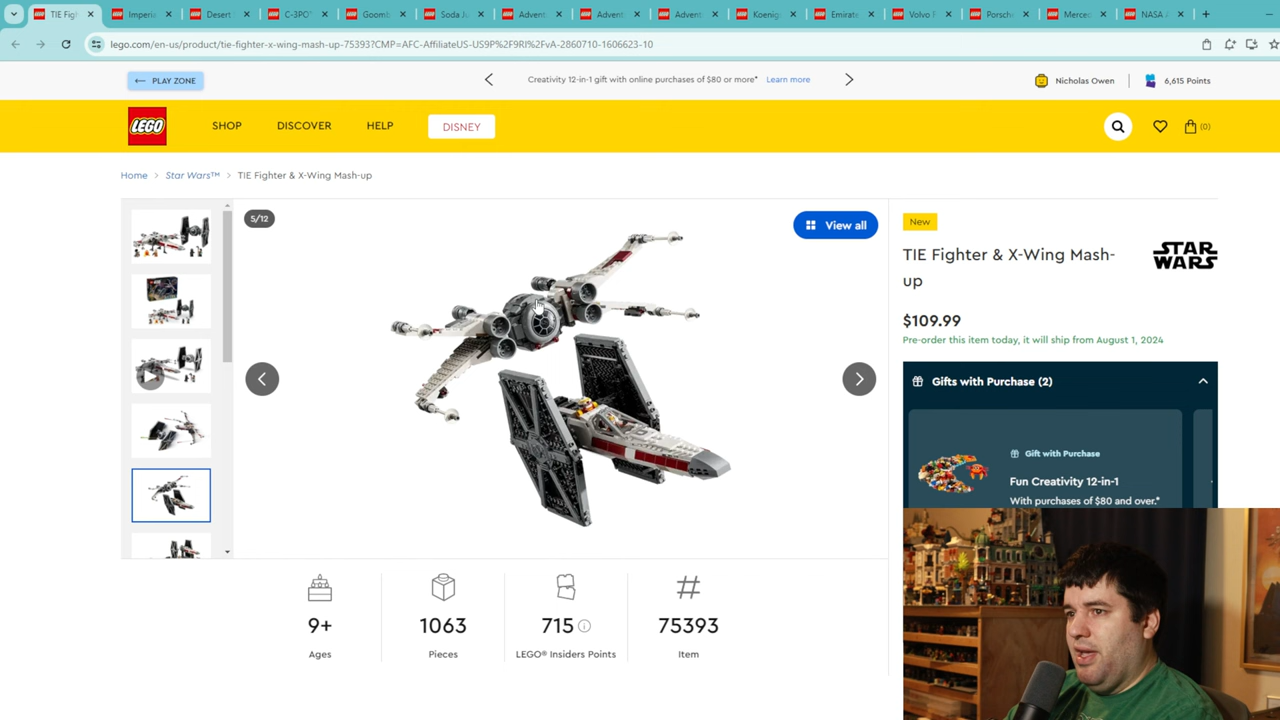 TIE Figh
Imperia
Desert
C-3PO™
Goomb
Soda Ju
Advent
Advent
Advent
Koenig
Emirate
Volvo F
Porsch
Merce
NASA A
lego.com/en-us/product/tie-fighter-x-wing-mash-up-75393?CMP=AFC-AffiliateUS-US9P%2F9RI%2FvA-2860710-1606623-10
← PLAY ZONE
Creativity 12-in-1 gift with online purchases of $80 or more* Learn more
Nicholas Owen
6,615 Points
LEGO
SHOP
DISCOVER
HELP
DISNEY
(0)
Home > Star Wars™ > TIE Fighter & X-Wing Mash-up
5/12
View all
New
TIE Fighter & X-Wing Mash-
up
STAR
WARS
$109.99
Pre-order this item today, it will ship from August 1, 2024
Gifts with Purchase (2)
Gift with Purchase
Fun Creativity 12-in-1
With purchases of $80 and over.*
9+
Ages
1063
Pieces
715
LEGO® Insiders Points
#
75393
Item